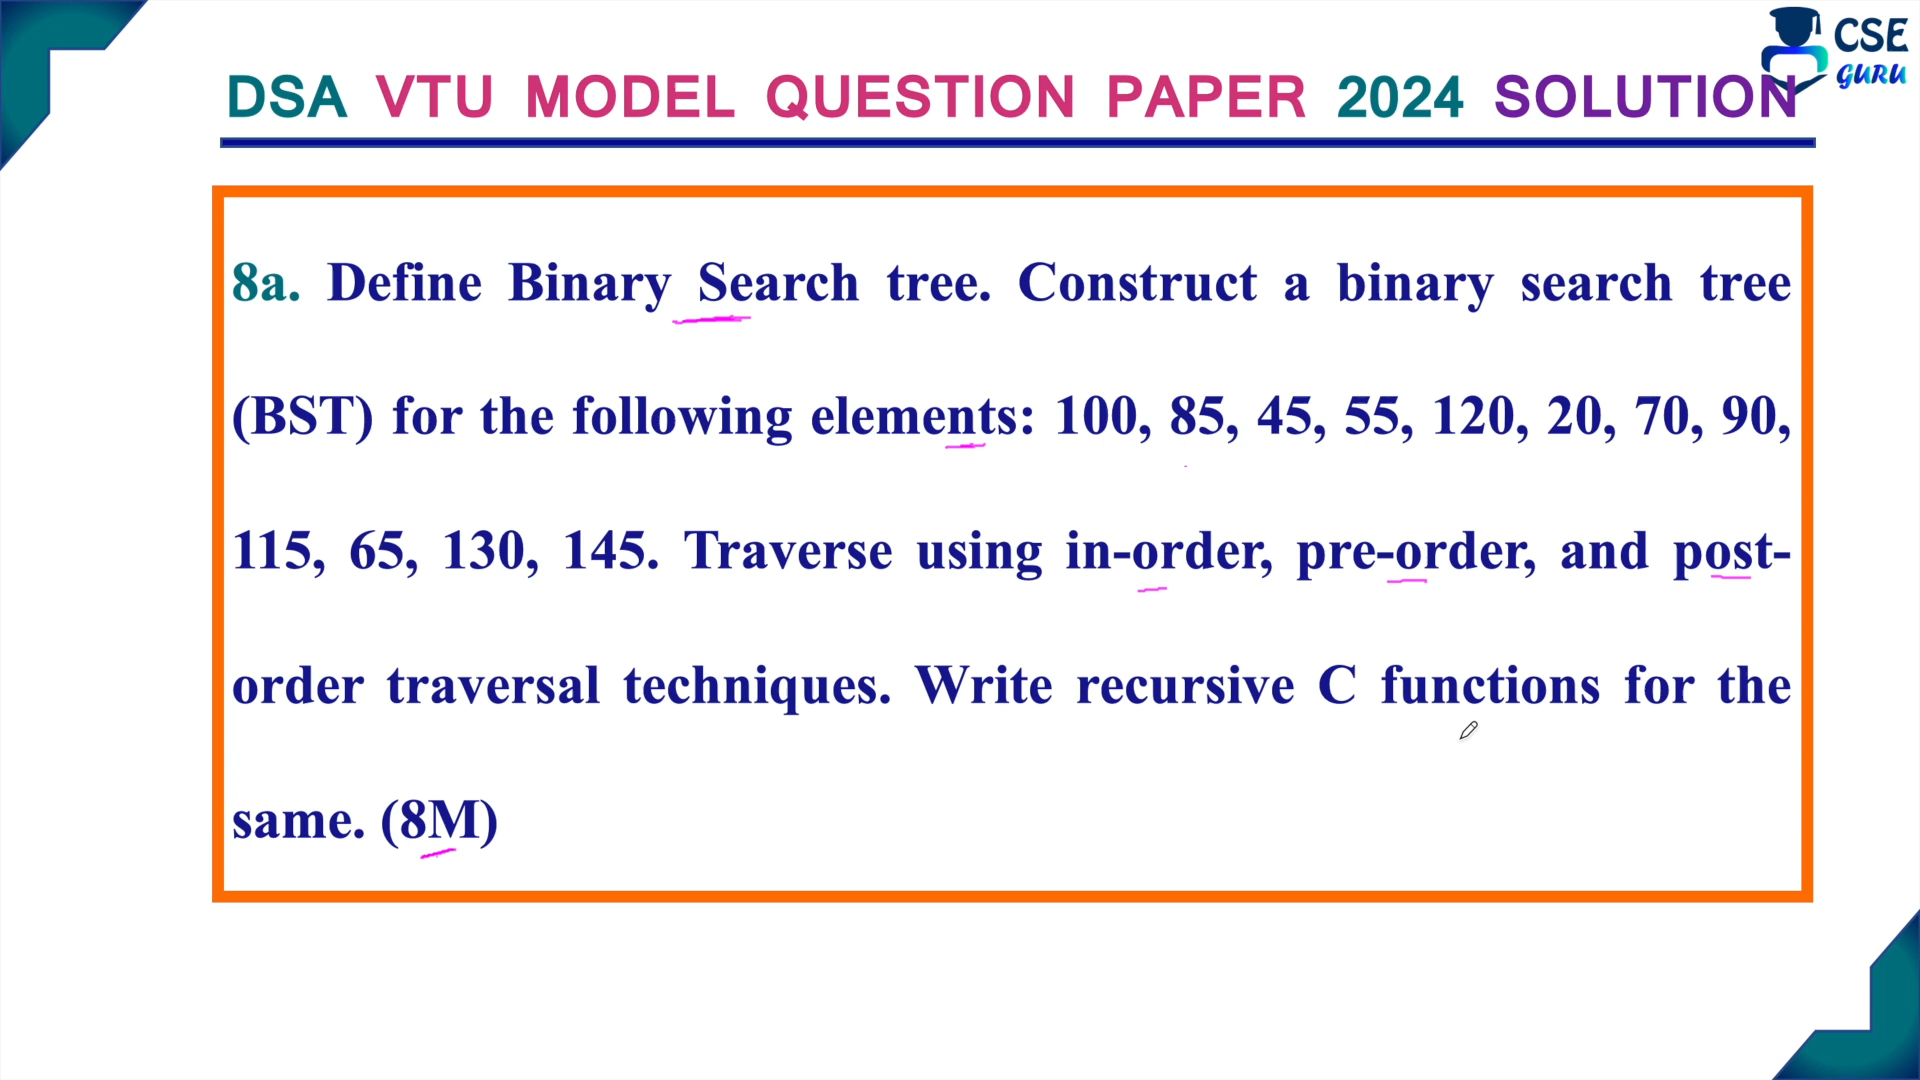 CSE
GURU
DSA VTU MODEL QUESTION PAPER 2024 SOLUTION
8a. Define Binary Search tree. Construct a binary search tree
(BST) for the following elements: 100, 85, 45, 55, 120, 20, 70, 90,
115, 65, 130, 145. Traverse using in-order, pre-order, and post-
order traversal techniques. Write recursive C functions for the
same. (8M)